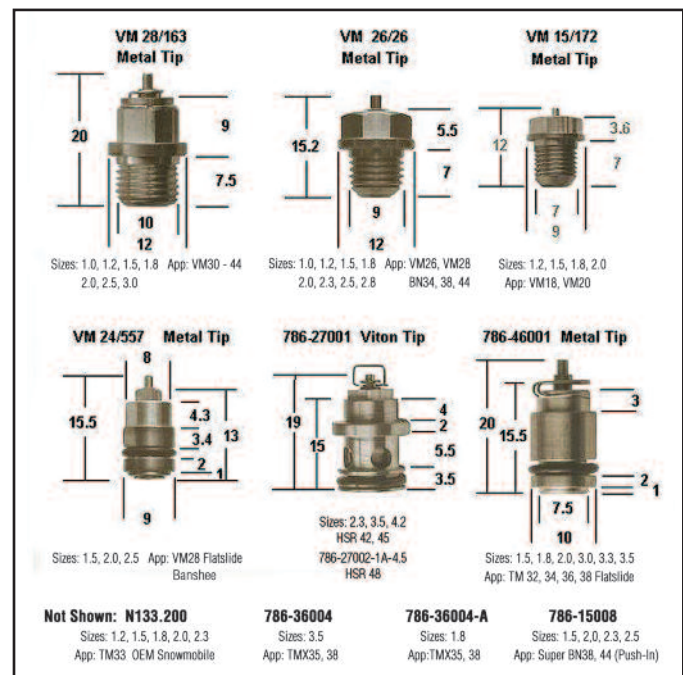 VM 28/163 VM 26/26 VM 15/172
Metal Tip Metal Tip Metal Tip
20 9 7.5 10 12
15.2 5.5 7 9 12
12 3.6 7 7 9
Sizes: 1.0, 1.2, 1.5, 1.8 App: VM30 - 44
2.0, 2.5, 3.0
Sizes: 1.0, 1.2, 1.5, 1.8 App: VM26, VM28
2.0, 2.3, 2.5, 2.8 BN34, 38, 44
Sizes: 1.2, 1.5, 1.8, 2.0
App: VM18, VM20
VM 24/557 Metal Tip 786-27001 Viton Tip 786-46001 Metal Tip
8 15.5 4.3 3.4 2 1 13 9
19 15 4 2 5.5 3.5
20 15.5 3 2 1 7.5 10
Sizes: 1.5, 2.0, 2.5 App: VM28 Flatslide
Banshee
Sizes: 2.3, 3.5, 4.2
HSR 42, 45
786-27002-1A-4.5
HSR 48
Sizes: 1.5, 1.8, 2.0, 3.0, 3.3, 3.5
App: TM 32, 34, 36, 38 Flatslide
Not Shown: N133.200 786-36004 786-36004-A 786-15008
Sizes: 1.2, 1.5, 1.8, 2.0, 2.3 Sizes: 3.5 Sizes: 1.8 Sizes: 1.5, 2.0, 2.3, 2.5
App: TM33 OEM Snowmobile App: TMX35, 38 App:TMX35, 38 App: Super BN38, 44 (Push-In)